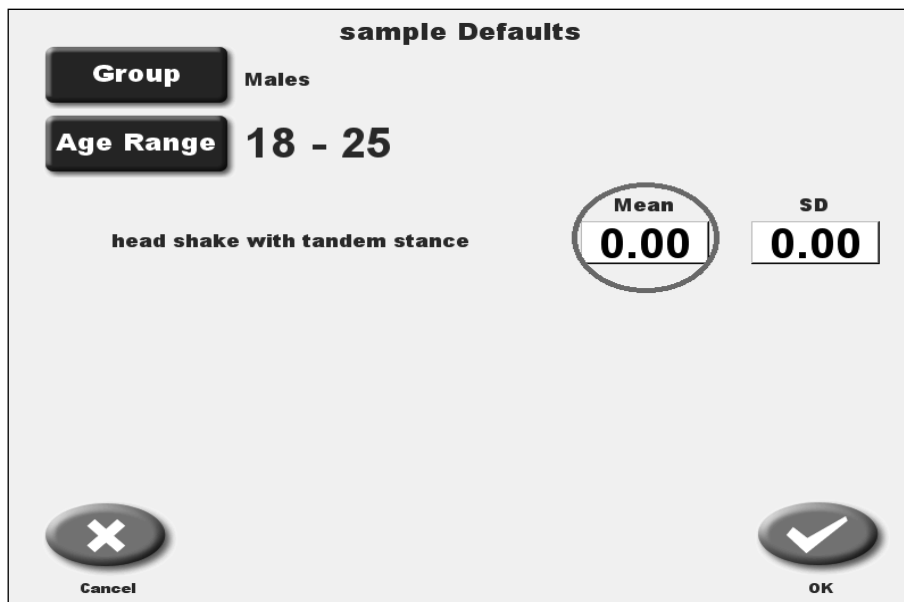 sample Defaults
Group Males
Age Range 18 - 25
Mean SD
head shake with tandem stance 0.00 0.00
Cancel OK